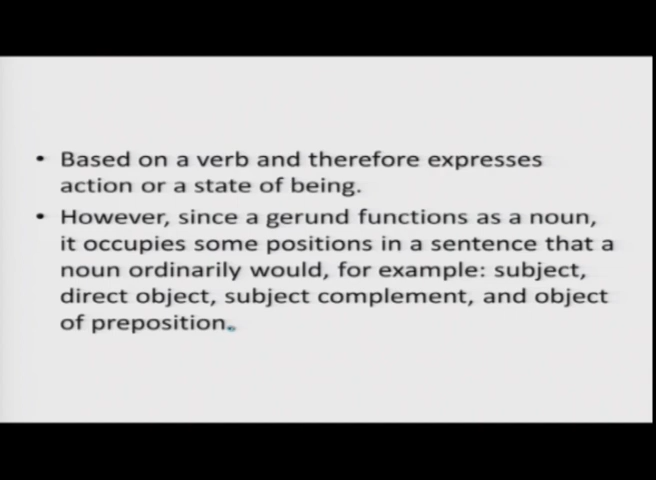 • Based on a verb and therefore expresses
action or a state of being.
• However, since a gerund functions as a noun,
it occupies some positions in a sentence that a
noun ordinarily would, for example: subject,
direct object, subject complement, and object
of preposition.